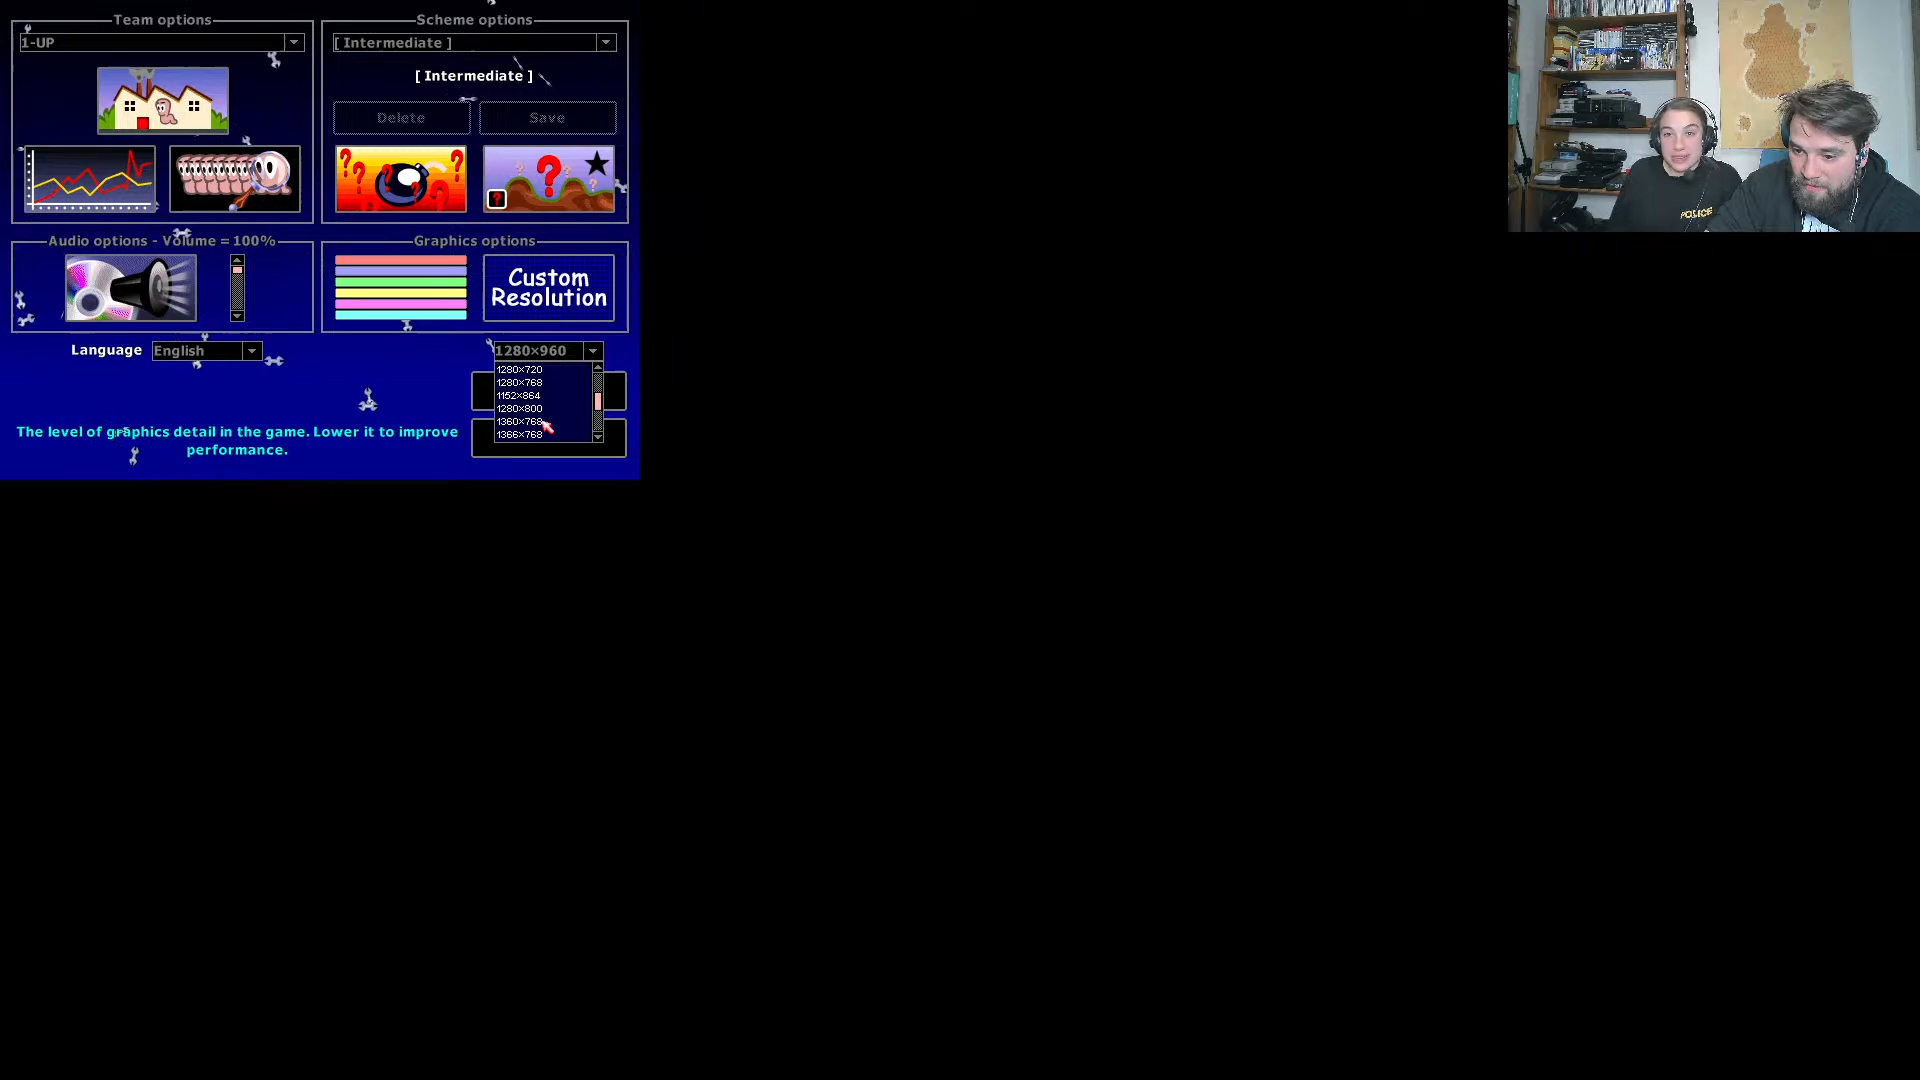 Team options
1-UP
Scheme options
[ Intermediate ]
[ Intermediate ]
Delete
Save
Audio options - Volume = 100%
Graphics options
Custom
Resolution
Language
English
1280×960
1280×720
1280×768
1152×864
1280×800
1360×768
1366×768
The level of graphics detail in the game. Lower it to improve
performance.
POLICE